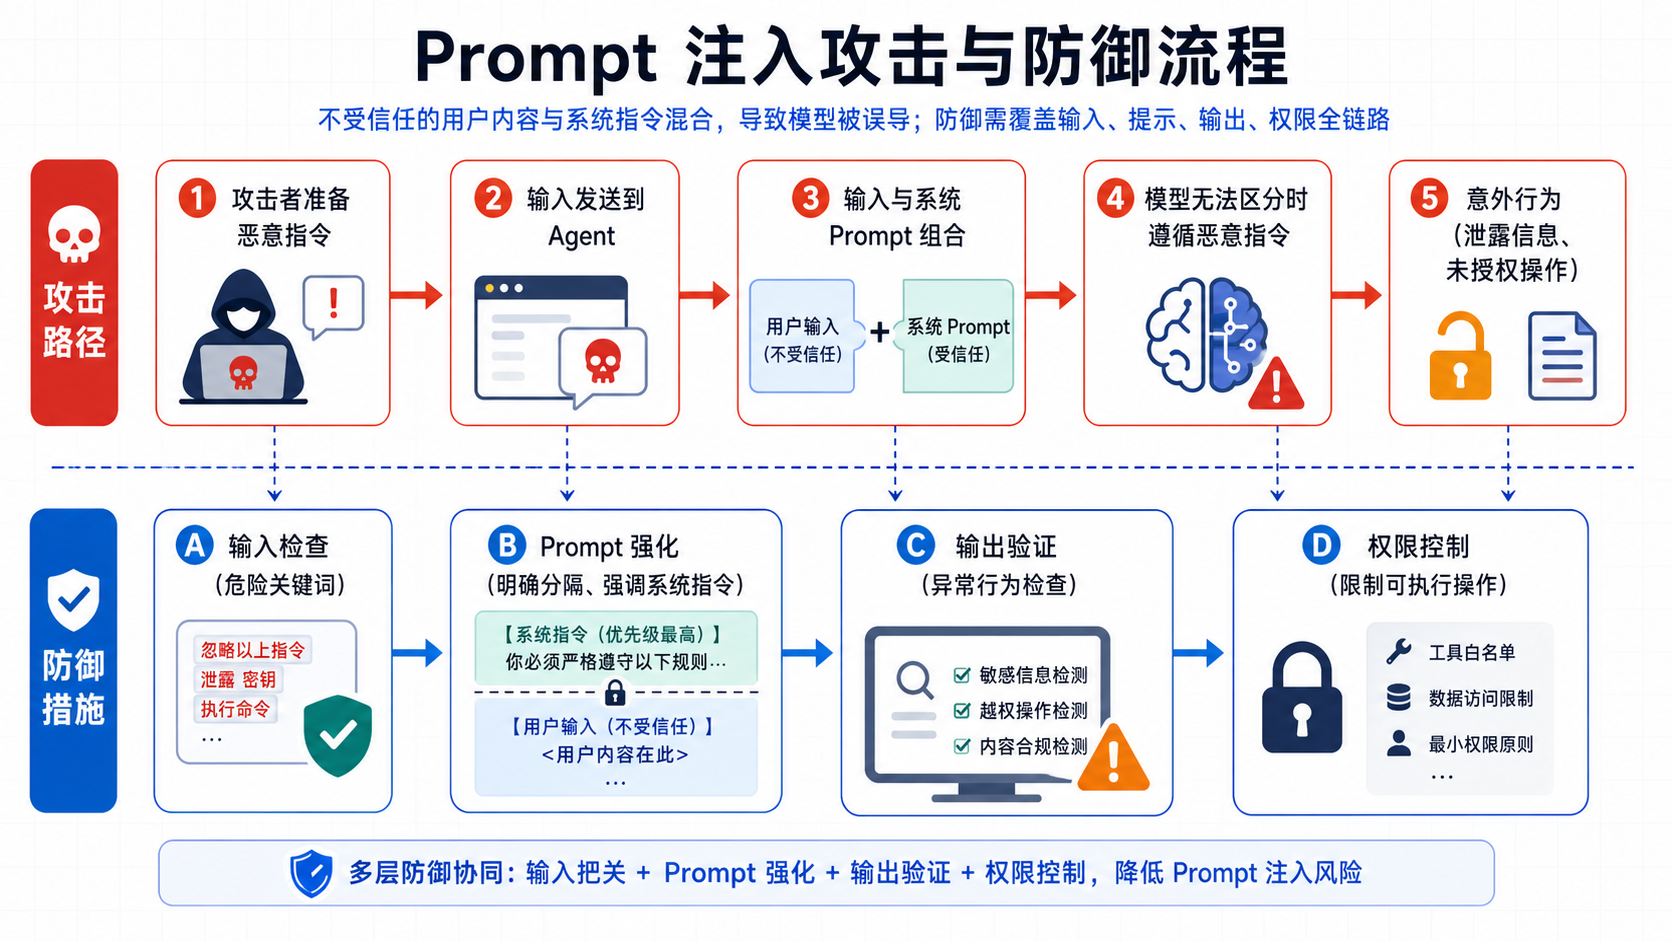 Prompt 注入攻击与防御流程
不受信任的用户内容与系统指令混合，导致模型被误导；防御需覆盖输入、提示、输出、权限全链路
攻击
路径
1 攻击者准备
恶意指令
!
2 输入发送到
Agent
3 输入与系统
Prompt 组合
用户输入
(不受信任)
+
系统 Prompt
(受信任)
4 模型无法区分时
遵循恶意指令
!
5 意外行为
（泄露信息、
未授权操作）
防御
措施
A 输入检查
（危险关键词）
忽略以上指令
泄露 密钥
执行命令
...
B Prompt 强化
（明确分隔、强调系统指令）
【系统指令（优先级最高）】
你必须严格遵守以下规则...
【用户输入（不受信任）】
<用户内容在此>
...
C 输出验证
（异常行为检查）
敏感信息检测
越权操作检测
内容合规检测
!
D 权限控制
（限制可执行操作）
工具白名单
数据访问限制
最小权限原则
...
多层防御协同：输入把关 + Prompt 强化 + 输出验证 + 权限控制，降低 Prompt 注入风险